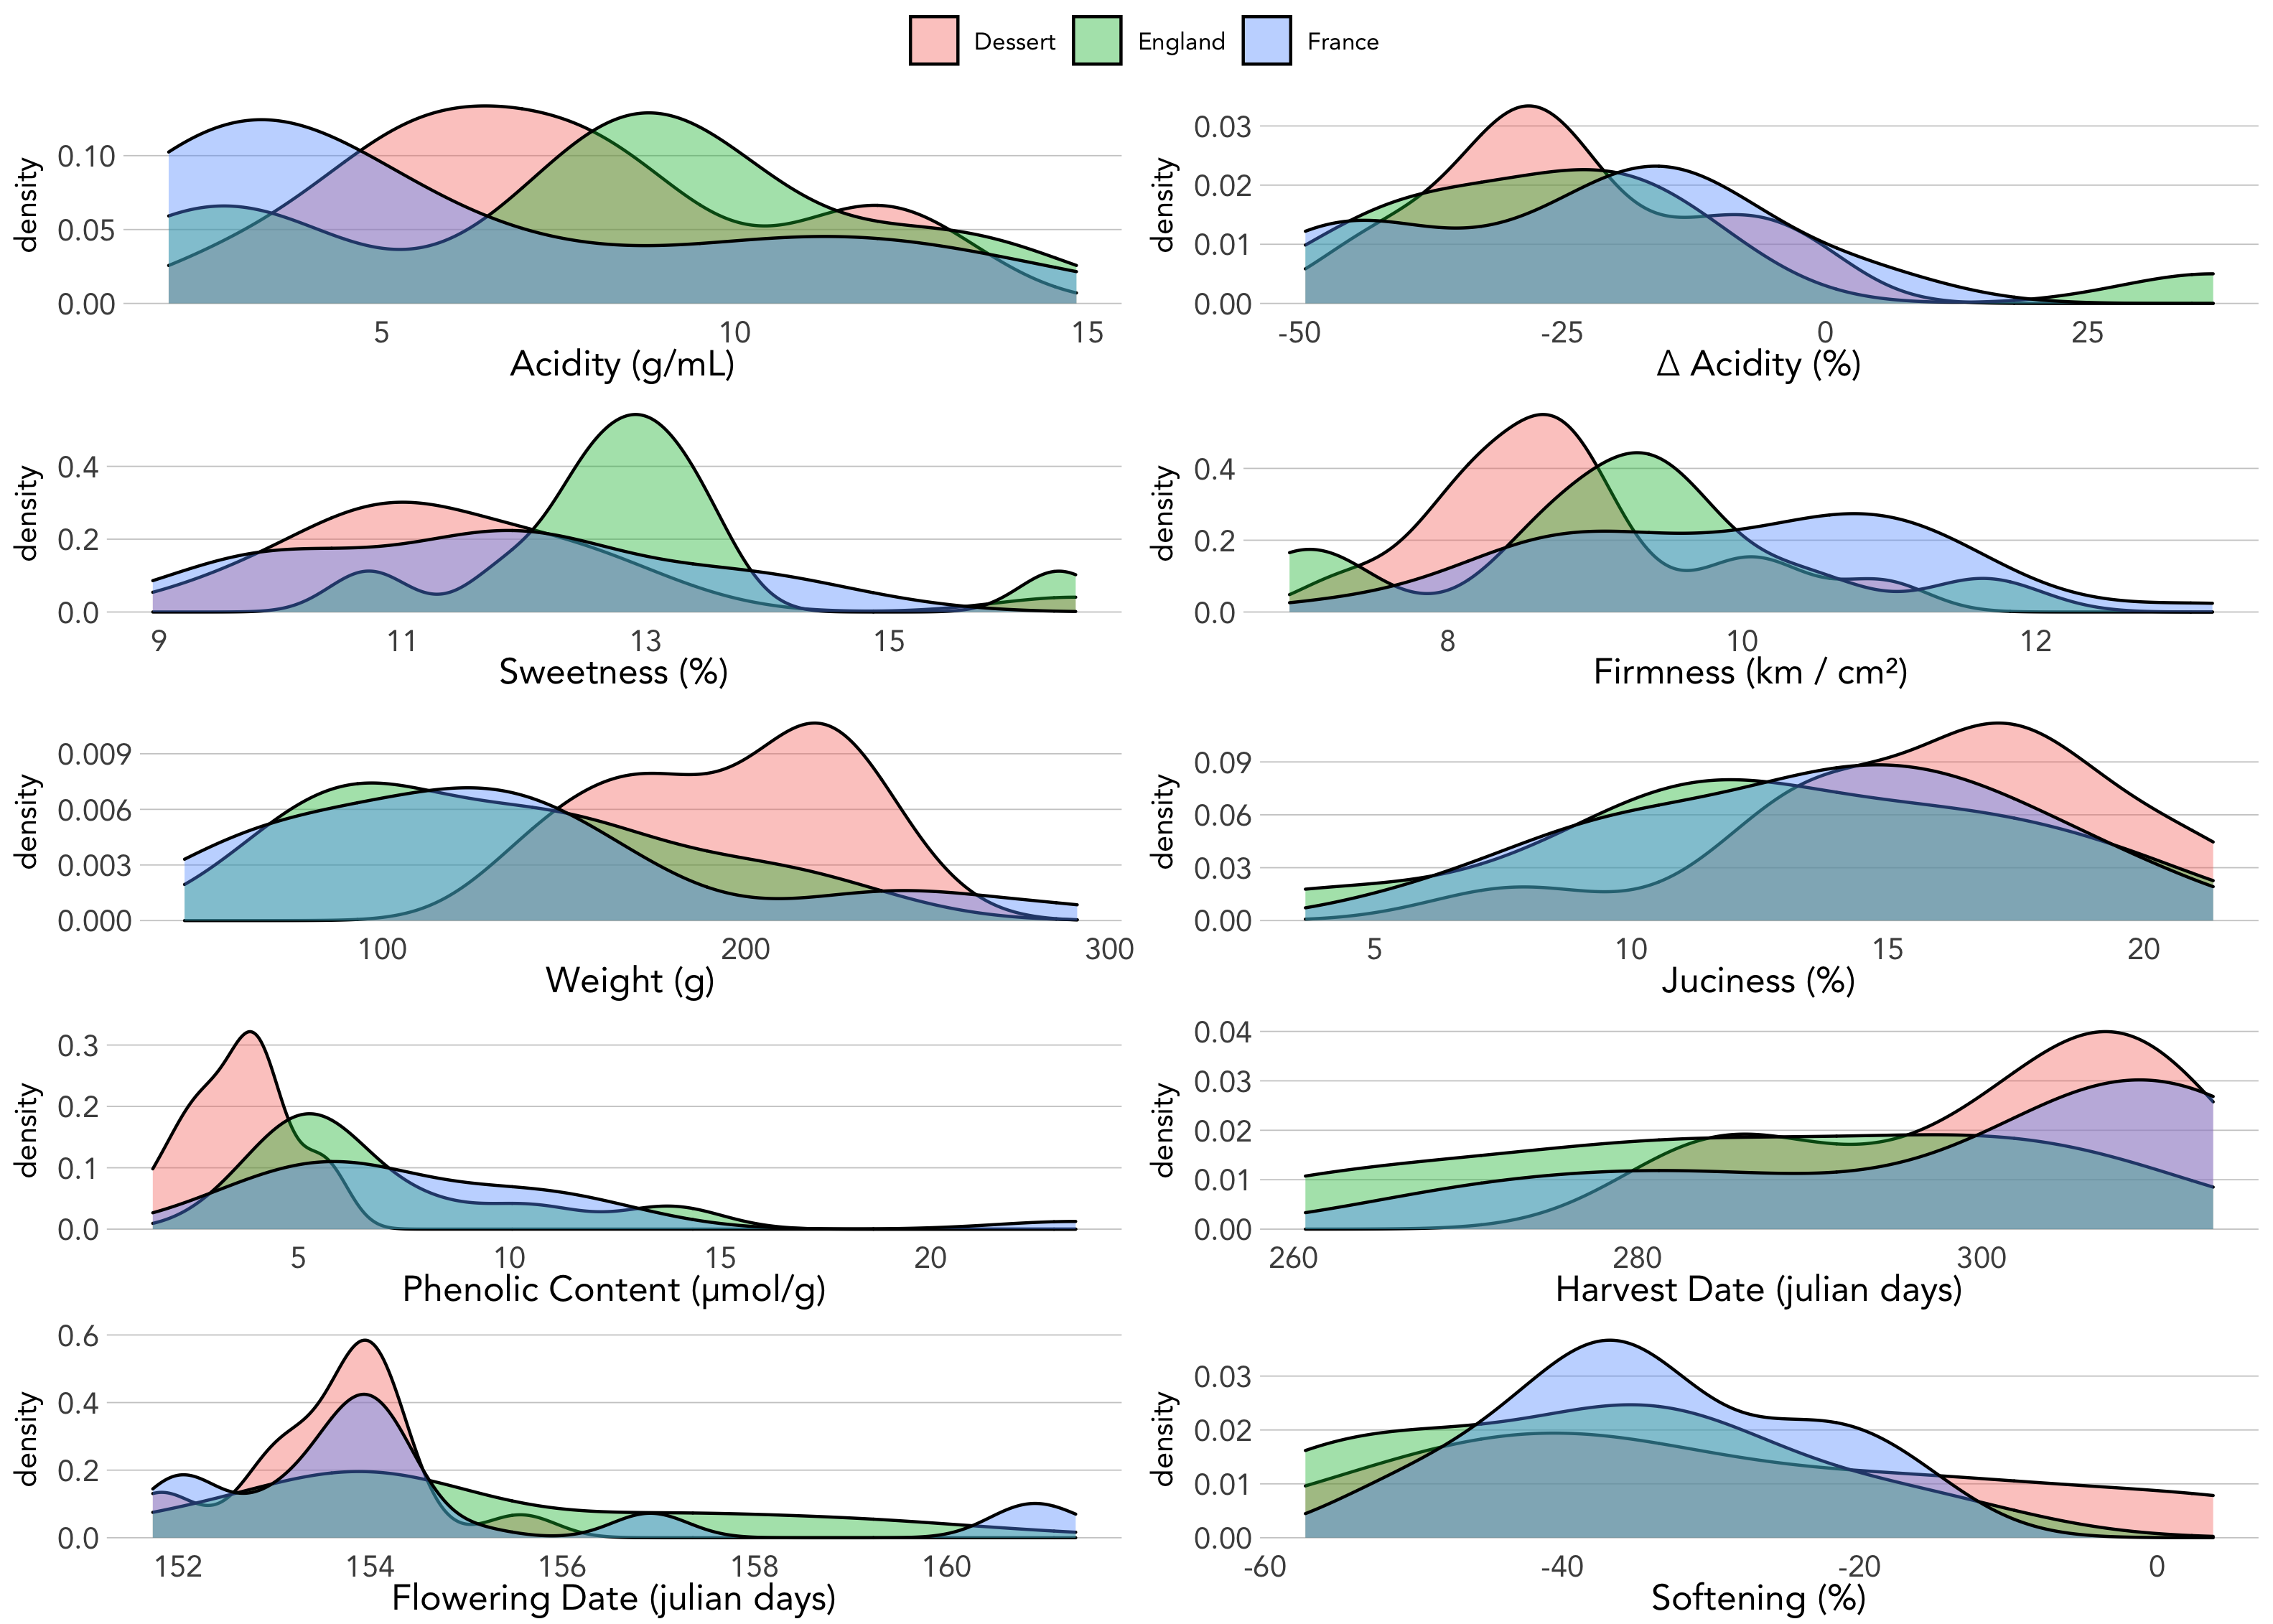 Dessert England France
density
0.10
0.05
0.00
5 10 15
Acidity (g/mL)
density
0.03
0.02
0.01
0.00
-50 -25 0 25
Δ Acidity (%)
density
0.4
0.2
0.0
9 11 13 15
Sweetness (%)
density
0.4
0.2
0.0
8 10 12
Firmness (km / cm²)
density
0.009
0.006
0.003
0.000
100 200 300
Weight (g)
density
0.09
0.06
0.03
0.00
5 10 15 20
Juciness (%)
density
0.3
0.2
0.1
0.0
5 10 15 20
Phenolic Content (μmol/g)
density
0.04
0.03
0.02
0.01
0.00
260 280 300
Harvest Date (julian days)
density
0.6
0.4
0.2
0.0
152 154 156 158 160
Flowering Date (julian days)
density
0.03
0.02
0.01
0.00
-60 -40 -20 0
Softening (%)